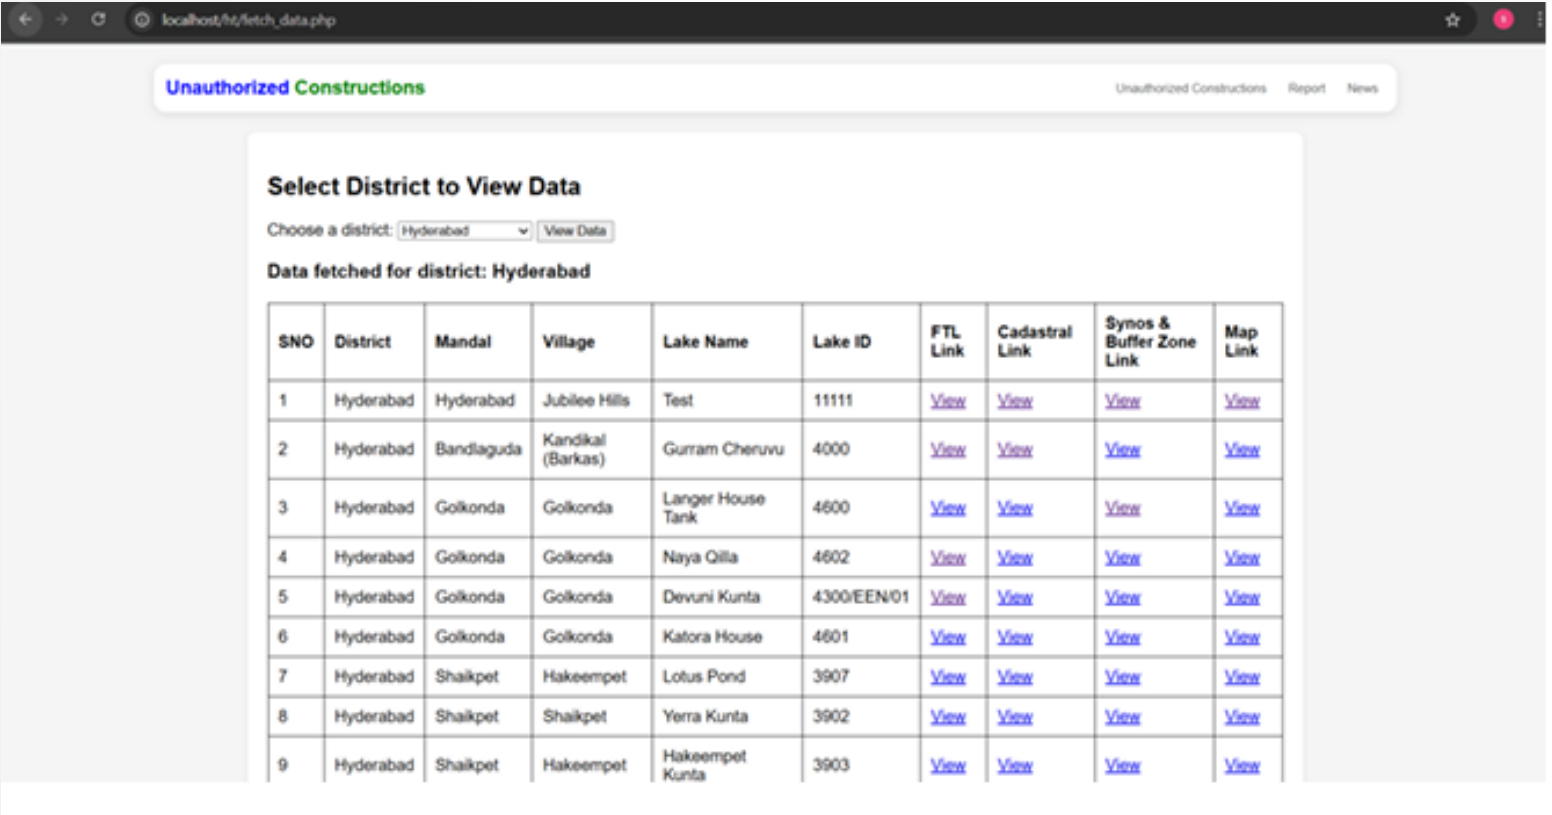 localhost/ht/fetch_data.php
Unauthorized Constructions
Unauthorized Constructions Report News
Select District to View Data
Choose a district: Hyderabad View Data
Data fetched for district: Hyderabad
SNO District Mandal Village Lake Name Lake ID FTL Link Cadastral Link Synos & Buffer Zone Link Map Link
1 Hyderabad Hyderabad Jubilee Hills Test 11111 View View View View
2 Hyderabad Bandlaguda Kandikal (Barkas) Gurram Cheruvu 4000 View View View View
3 Hyderabad Golkonda Golkonda Langer House Tank 4600 View View View View
4 Hyderabad Golkonda Golkonda Naya Qilla 4602 View View View View
5 Hyderabad Golkonda Golkonda Devuni Kunta 4300/EEN/01 View View View View
6 Hyderabad Golkonda Golkonda Katora House 4601 View View View View
7 Hyderabad Shaikpet Hakeempet Lotus Pond 3907 View View View View
8 Hyderabad Shaikpet Shaikpet Yerra Kunta 3902 View View View View
9 Hyderabad Shaikpet Hakeempet Hakeempet Kunta 3903 View View View View